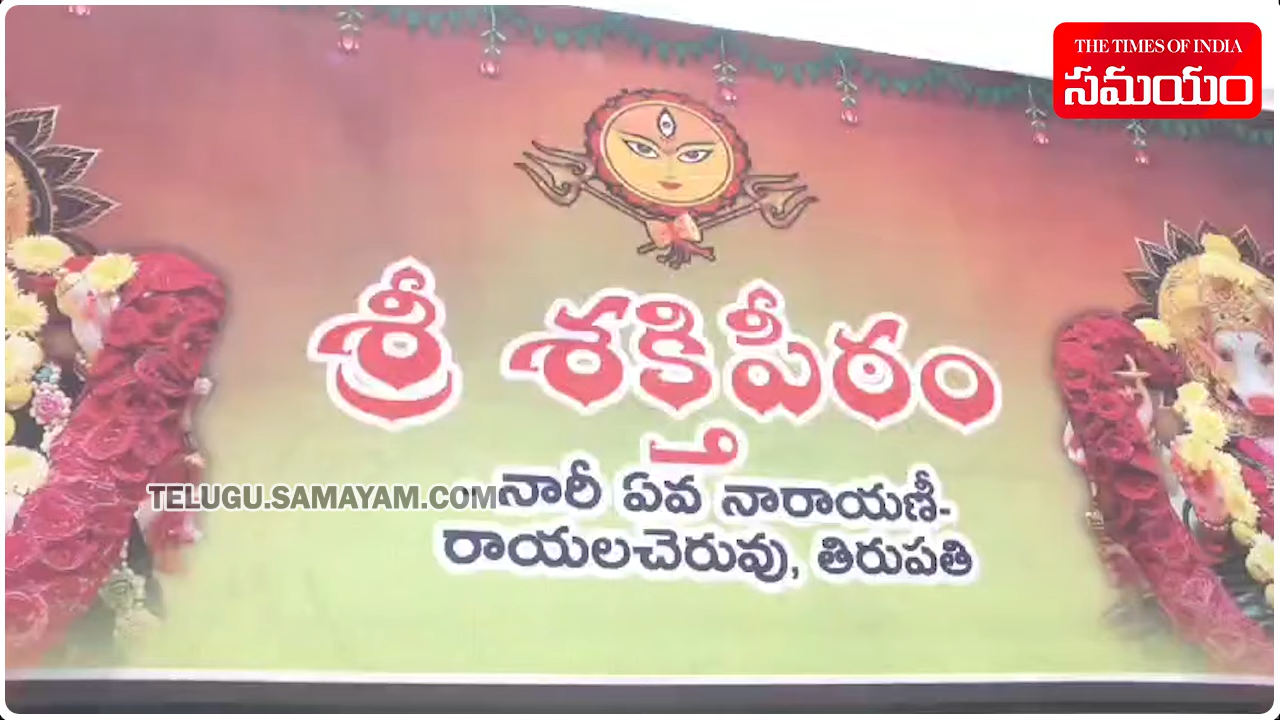 THE TIMES OF INDIA
సమయం
శ్రీ శక్తిపీఠం
-నారీ ఏవ నారాయణీ-
TELUGU.SAMAYAM.COM
రాయలచెరువు, తిరుపతి